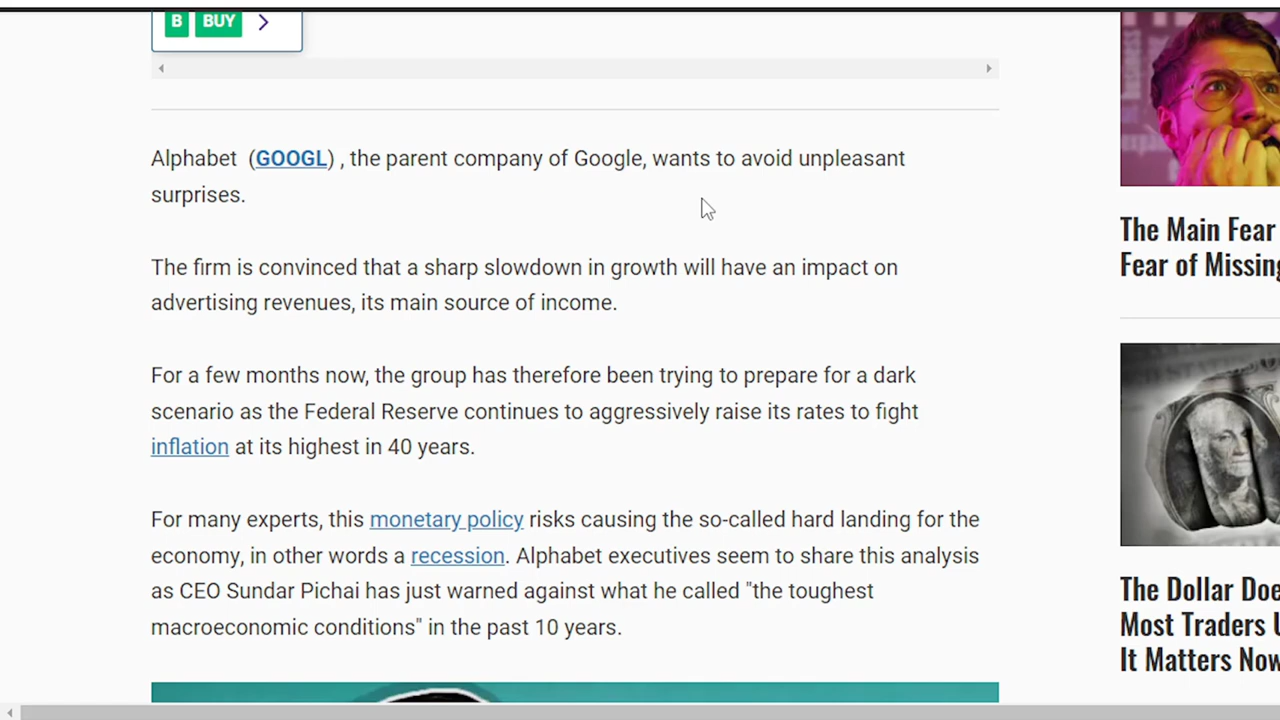 B BUY
Alphabet (GOOGL) , the parent company of Google, wants to avoid unpleasant
surprises.
The firm is convinced that a sharp slowdown in growth will have an impact on
advertising revenues, its main source of income.
For a few months now, the group has therefore been trying to prepare for a dark
scenario as the Federal Reserve continues to aggressively raise its rates to fight
inflation at its highest in 40 years.
For many experts, this monetary policy risks causing the so-called hard landing for the
economy, in other words a recession. Alphabet executives seem to share this analysis
as CEO Sundar Pichai has just warned against what he called "the toughest
macroeconomic conditions" in the past 10 years.
The Main Fear
Fear of Missing
The Dollar Doe
Most Traders U
It Matters Now